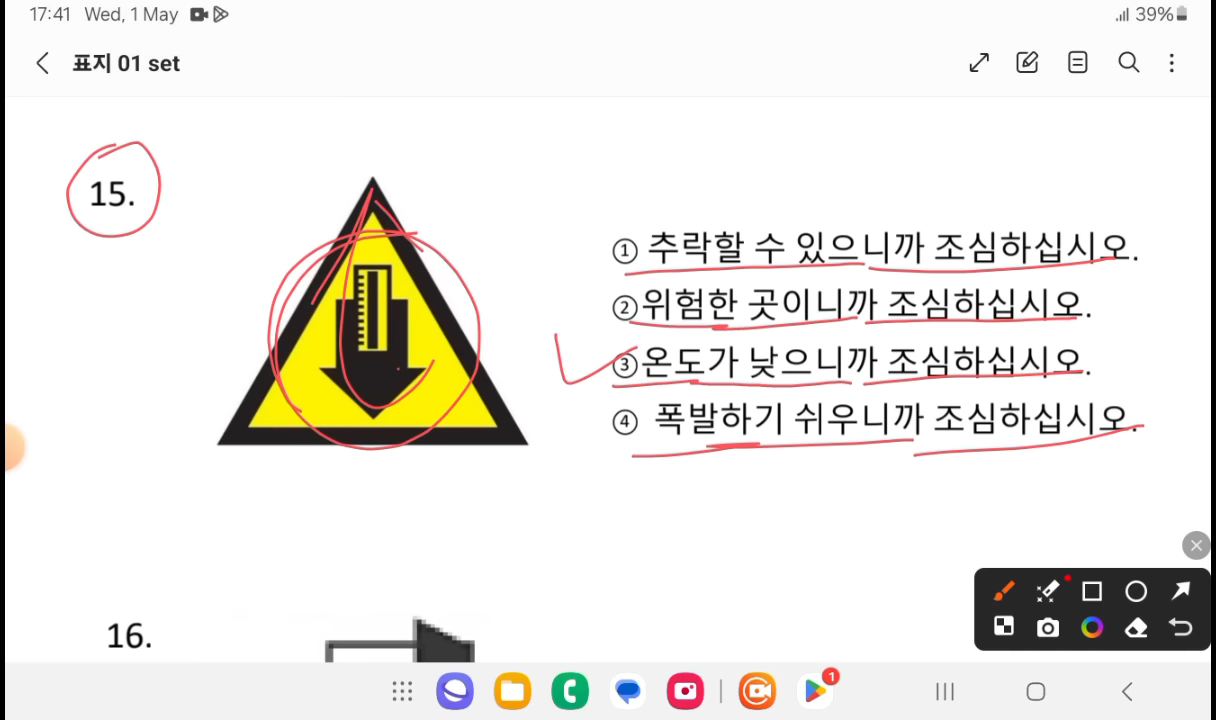 17:41 Wed, 1 May 39%
표지 01 set
15.
① 추락할 수 있으니까 조심하십시오.
② 위험한 곳이니까 조심하십시오.
③ 온도가 낮으니까 조심하십시오.
④ 폭발하기 쉬우니까 조심하십시오.
16.
1